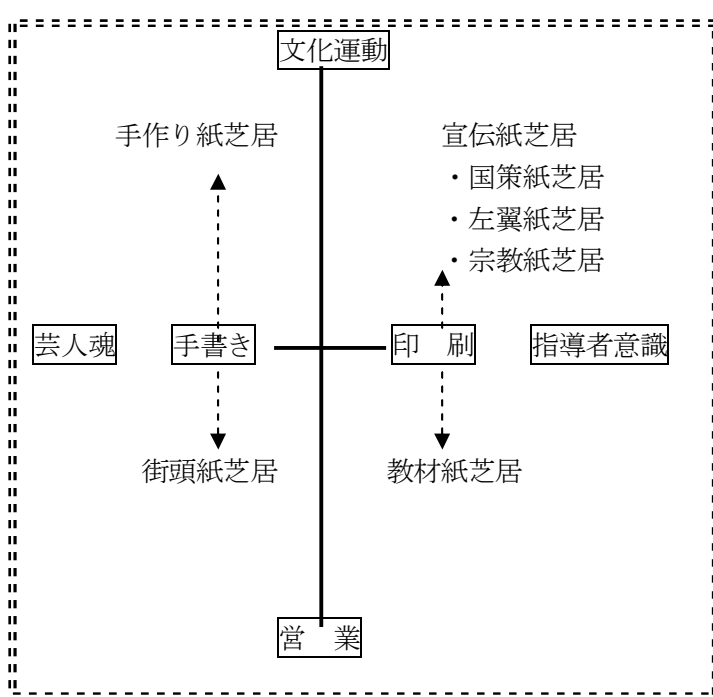 文化運動
手作り紙芝居
宣伝紙芝居
・国策紙芝居
・左翼紙芝居
・宗教紙芝居
芸人魂
手書き
印　刷
指導者意識
街頭紙芝居
教材紙芝居
営　業